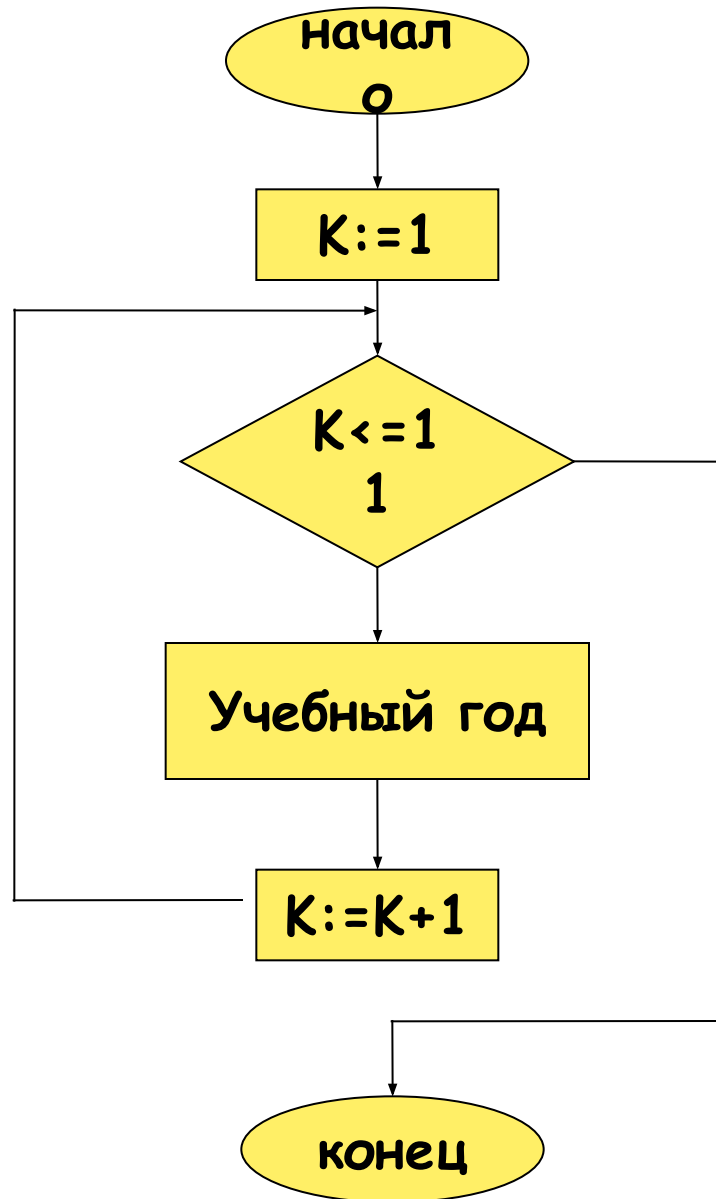 начал
о
K:=1
K<=1
1
Учебный год
K:=K+1
конец